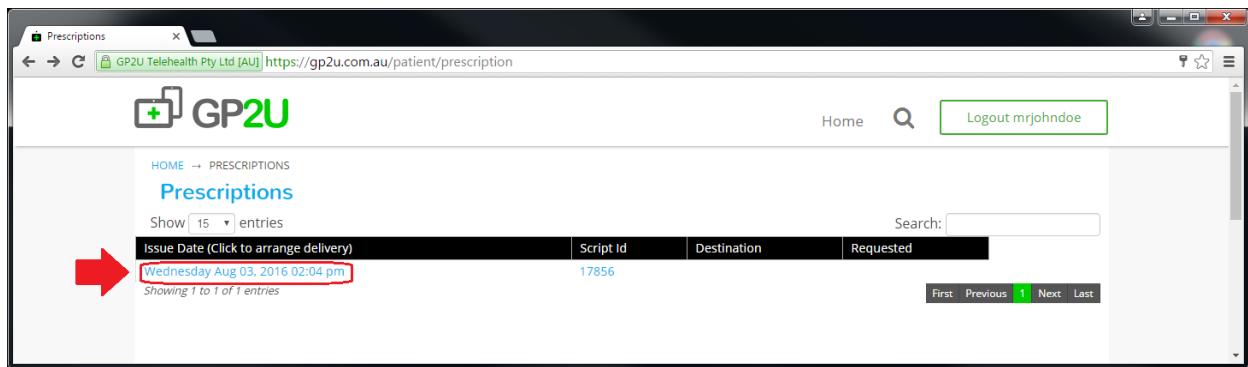 Prescriptions
GP2U Telehealth Pty Ltd [AU] https://gp2u.com.au/patient/prescription
GP2U
Home
Logout mrjohndoe
HOME → PRESCRIPTIONS
Prescriptions
Show 15 entries
Search:
Issue Date (Click to arrange delivery) Script Id Destination Requested
Wednesday Aug 03, 2016 02:04 pm 17856
Showing 1 to 1 of 1 entries
First Previous 1 Next Last